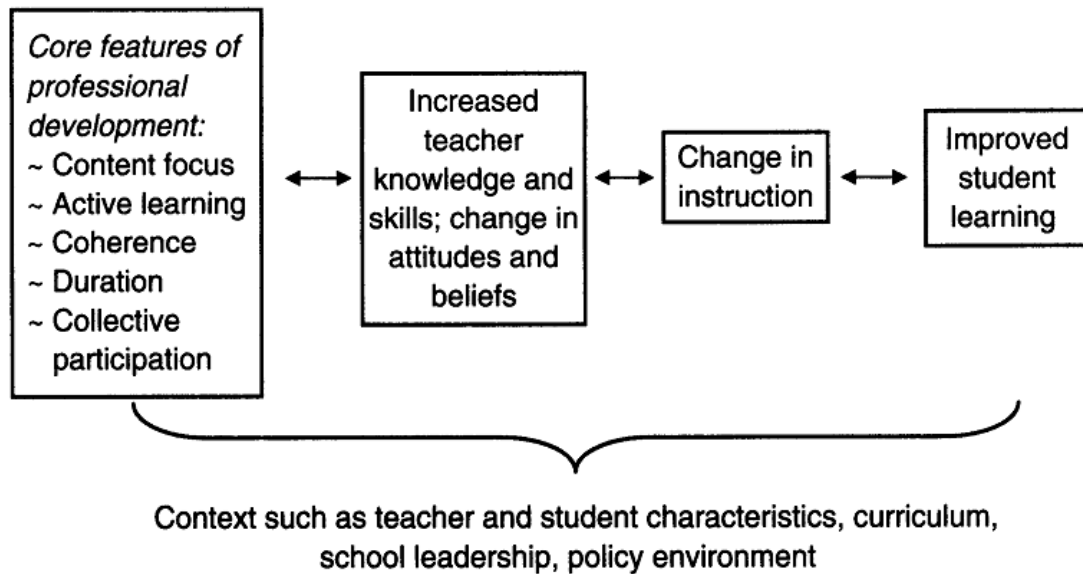 Core features of
professional
development:
~ Content focus
~ Active learning
~ Coherence
~ Duration
~ Collective
participation
Increased
teacher
knowledge and
skills; change in
attitudes and
beliefs
Change in
instruction
Improved
student
learning
Context such as teacher and student characteristics, curriculum,
school leadership, policy environment